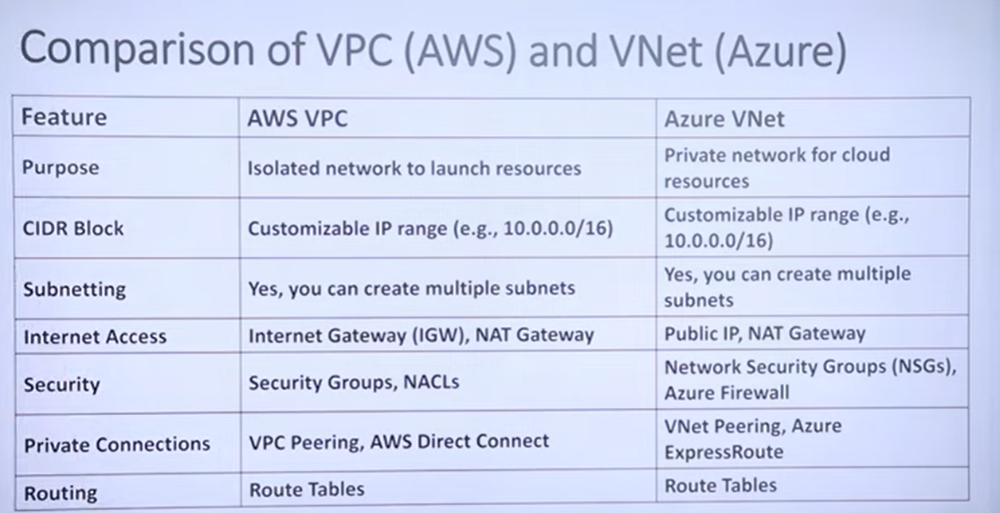 Comparison of VPC (AWS) and VNet (Azure)
Feature AWS VPC Azure VNet
Purpose Isolated network to launch resources Private network for cloud
resources
CIDR Block Customizable IP range (e.g., 10.0.0.0/16) Customizable IP range (e.g.,
10.0.0.0/16)
Subnetting Yes, you can create multiple subnets Yes, you can create multiple
subnets
Internet Access Internet Gateway (IGW), NAT Gateway Public IP, NAT Gateway
Security Security Groups, NACLs Network Security Groups (NSGs),
Azure Firewall
Private Connections VPC Peering, AWS Direct Connect VNet Peering, Azure
ExpressRoute
Routing Route Tables Route Tables